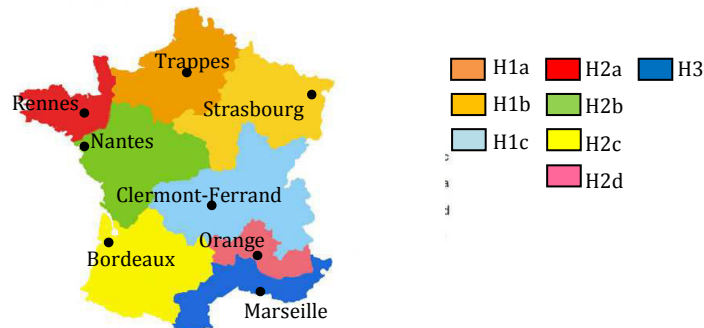 Trappes
Rennes
Strasbourg
Nantes
Clermont-Ferrand
Orange
Bordeaux
Marseille
H1a H2a H3
H1b H2b
H1c H2c
H2d
c
a
d